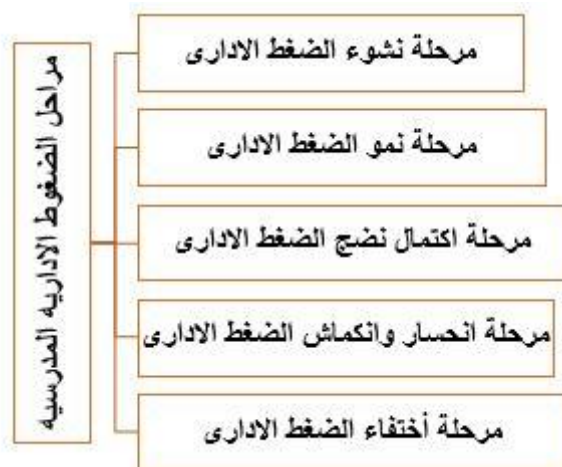 مراحل الضغوط الاداريه المدرسيه
مرحلة نشوء الضغط الادارى
مرحلة نمو الضغط الادارى
مرحلة اكتمال نضج الضغط الادارى
مرحلة انحسار وانكماش الضغط الادارى
مرحلة أختفاء الضغط الادارى